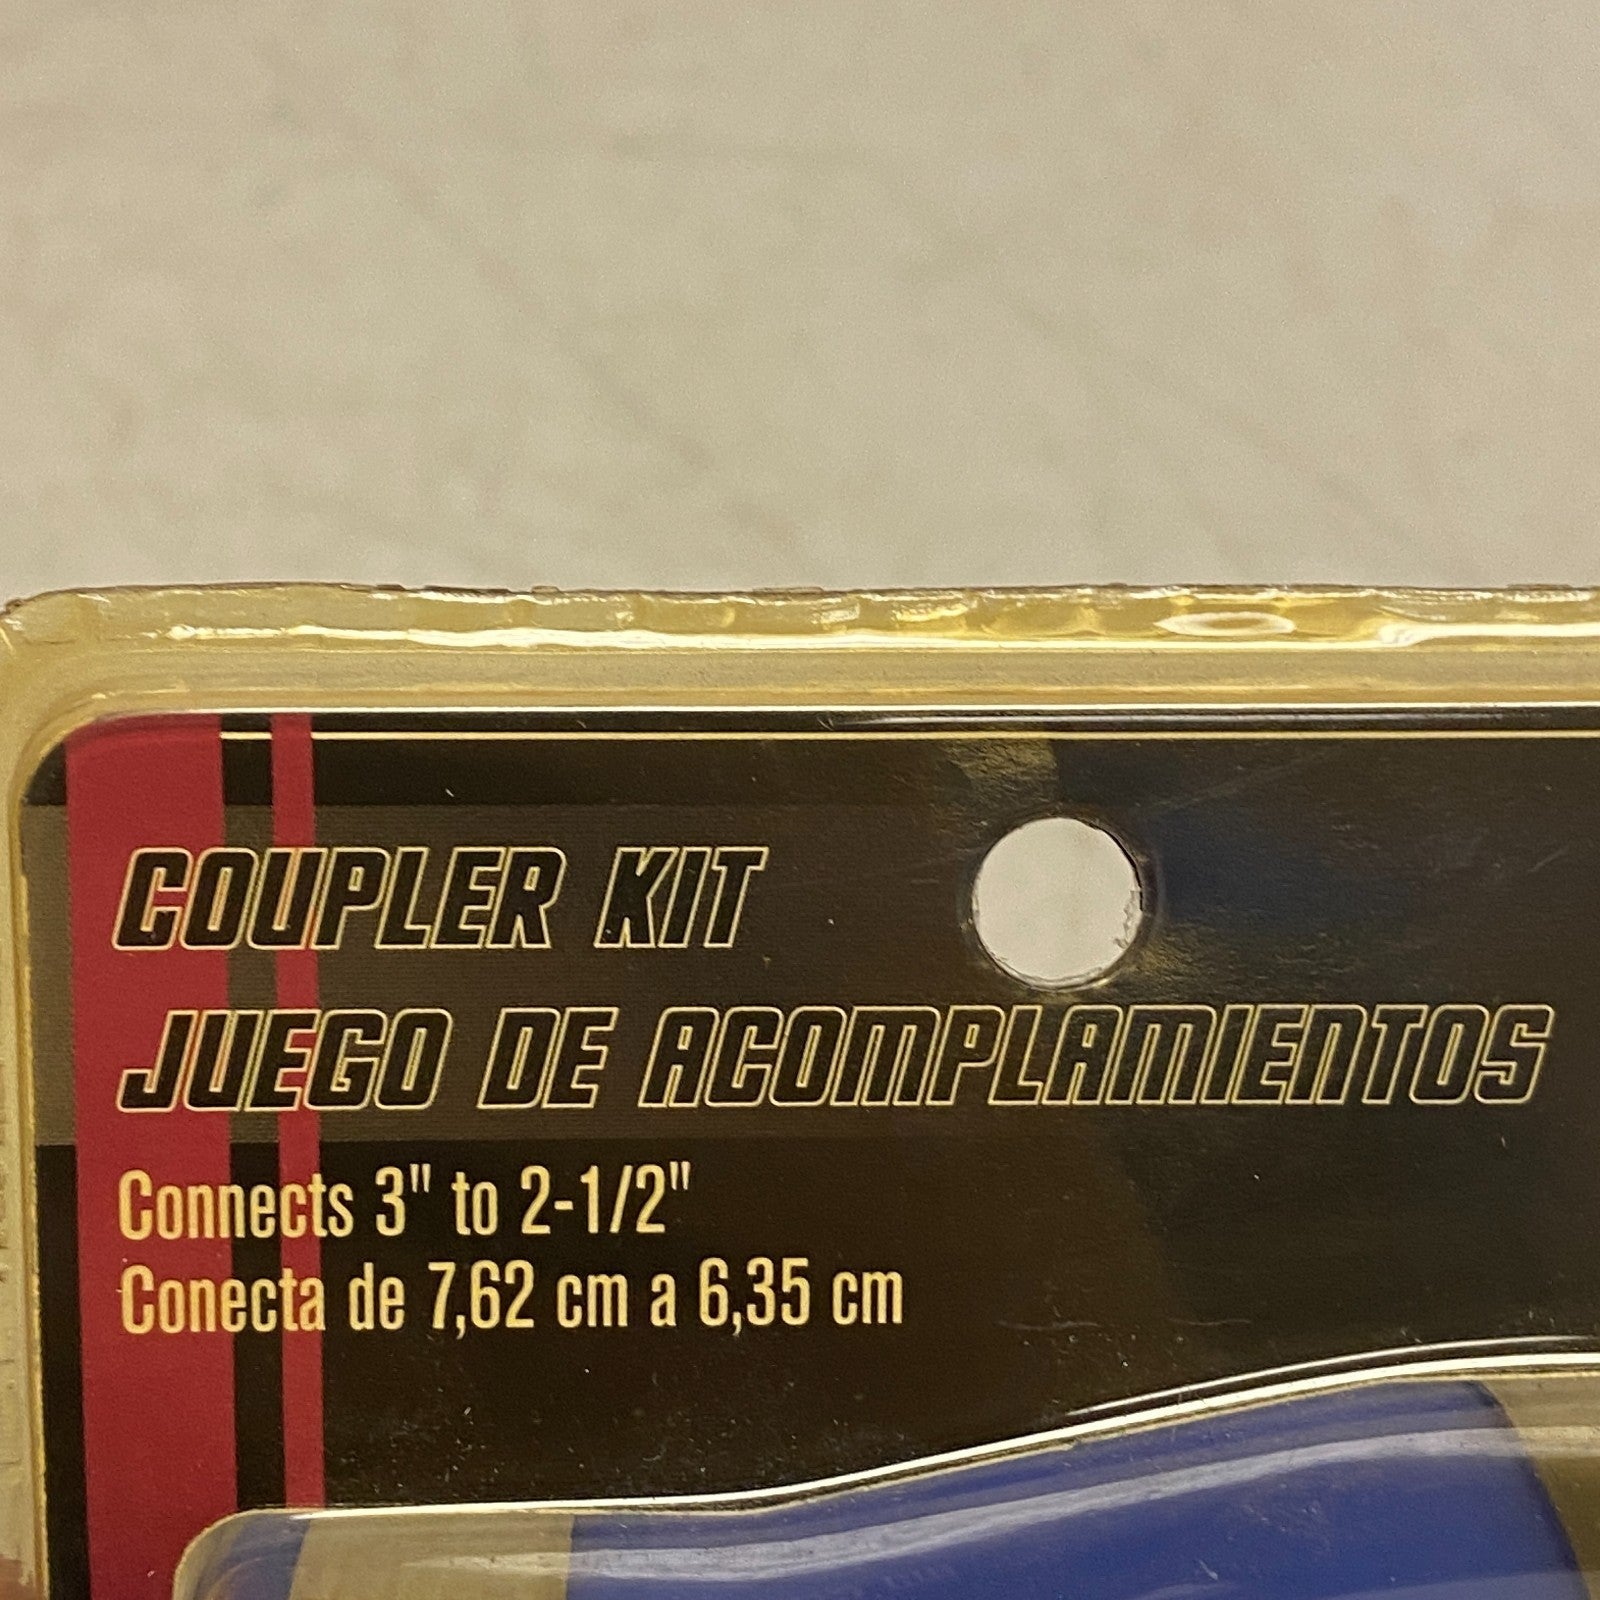 COUPLER KIT
JUEGO DE ACOMPLAMIENTOS
Connects 3" to 2-1/2"
Conecta de 7,62 cm a 6,35 cm